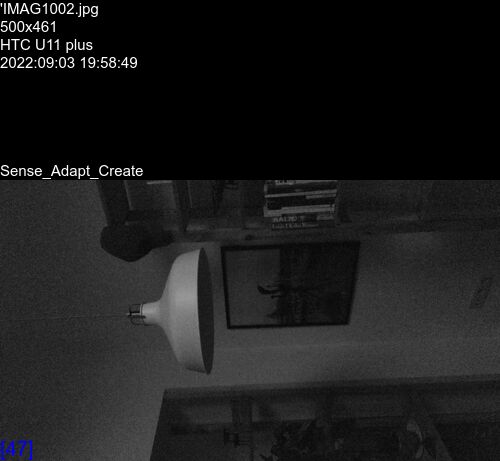 'IMAG1002.jpg
500x461
HTC U11 plus
2022:09:03 19:58:49
Sense_Adapt_Create
[47]